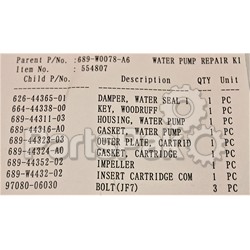 Parent P/No. :689-W0078-A6 WATER PUMP REPAIR KI
Item No. :554807
Child P/No. Description QTY Unit
626-44365-01 DAMPER, WATER SEAL 1 1 PC
664-44338-00 KEY, WOODRUFF 1 PC
689-44311-03 HOUSING, WATER PUMP 1 PC
689-44316-A0 GASKET, WATER PUMP 1 PC
689-44323-03 OUTER PLATE, CARTRID 1 PC
689-44324-A0 GASKET, CARTRIDGE 1 PC
689-44352-02 IMPELLER 1 PC
689-W4432-02 INSERT CARTRIDGE COM 1 PC
97080-06030 BOLT(JF7) 3 PC